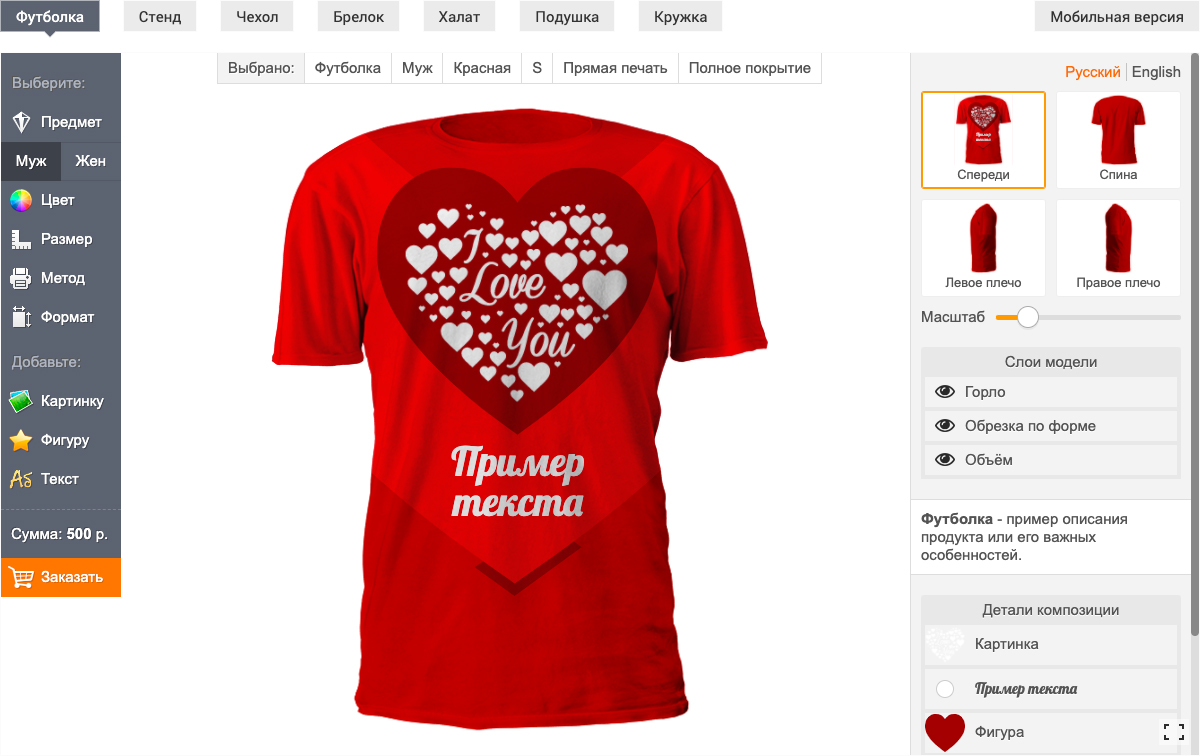 Футболка
Стенд
Чехол
Брелок
Халат
Подушка
Кружка
Мобильная версия
Выберите:
Предмет
Муж
Жен
Цвет
Размер
Метод
Формат
Добавьте:
Картинку
Фигуру
Текст
Сумма: 500 р.
Заказать
Выбрано:
Футболка
Муж
Красная
S
Прямая печать
Полное покрытие
I
Love
You
Пример
текста
Русский
English
Пример
текста
Спереди
Спина
Левое плечо
Правое плечо
Масштаб
Слои модели
Горло
Обрезка по форме
Объём
Футболка - пример описания
продукта или его важных
особенностей.
Детали композиции
Картинка
Пример текста
Фигура